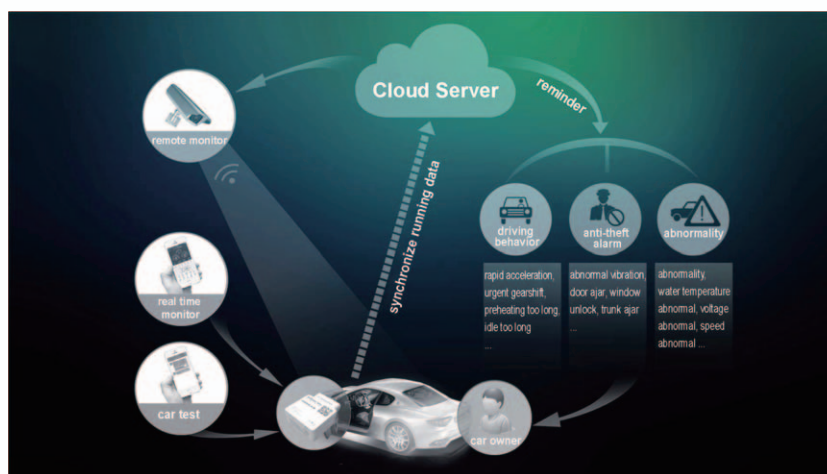 Cloud Server
reminder
remote monitor
synchronize running data
driving
behavior
anti-theft
alarm
abnormality
rapid acceleration,
urgent gearshift,
preheating too long,
idle too long
...
abnormal vibration,
door ajar, window
unlock, trunk ajar
...
abnormality,
water temperature
abnormal, voltage
abnormal, speed
abnormal ...
real time
monitor
car test
car owner